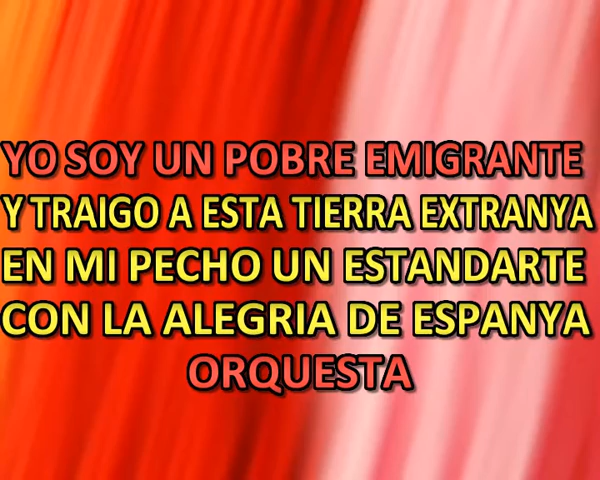 YO SOY UN POBRE EMIGRANTE
Y TRAIGO A ESTA TIERRA EXTRANYA
EN MI PECHO UN ESTANDARTE
CON LA ALEGRIA DE ESPANYA
ORQUESTA